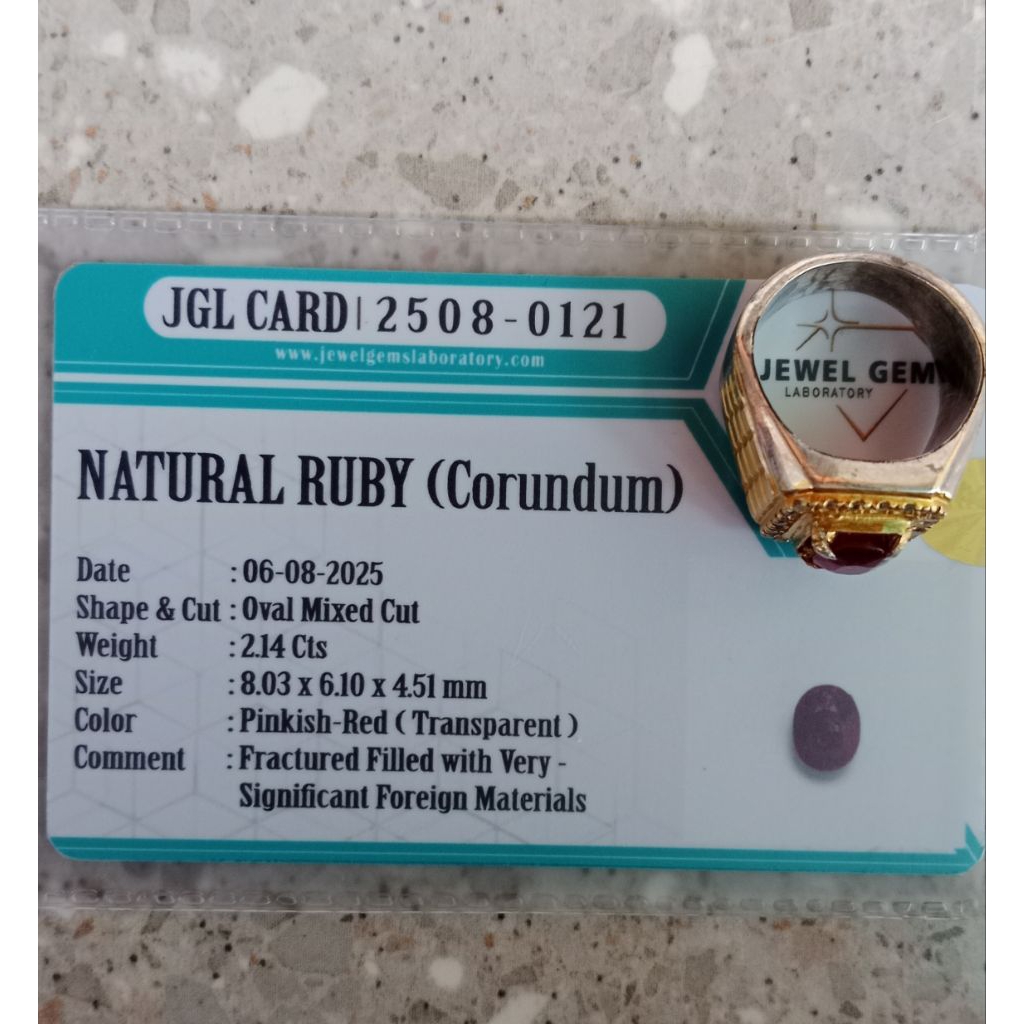 JGL CARD | 2508-0121
www.jewelgemslaboratory.com
JEWEL GEM
LABORATORY
NATURAL RUBY (Corundum)
Date : 06-08-2025
Shape & Cut : Oval Mixed Cut
Weight : 2.14 Cts
Size : 8.03 x 6.10 x 4.51 mm
Color : Pinkish-Red ( Transparent )
Comment : Fractured Filled with Very -
Significant Foreign Materials